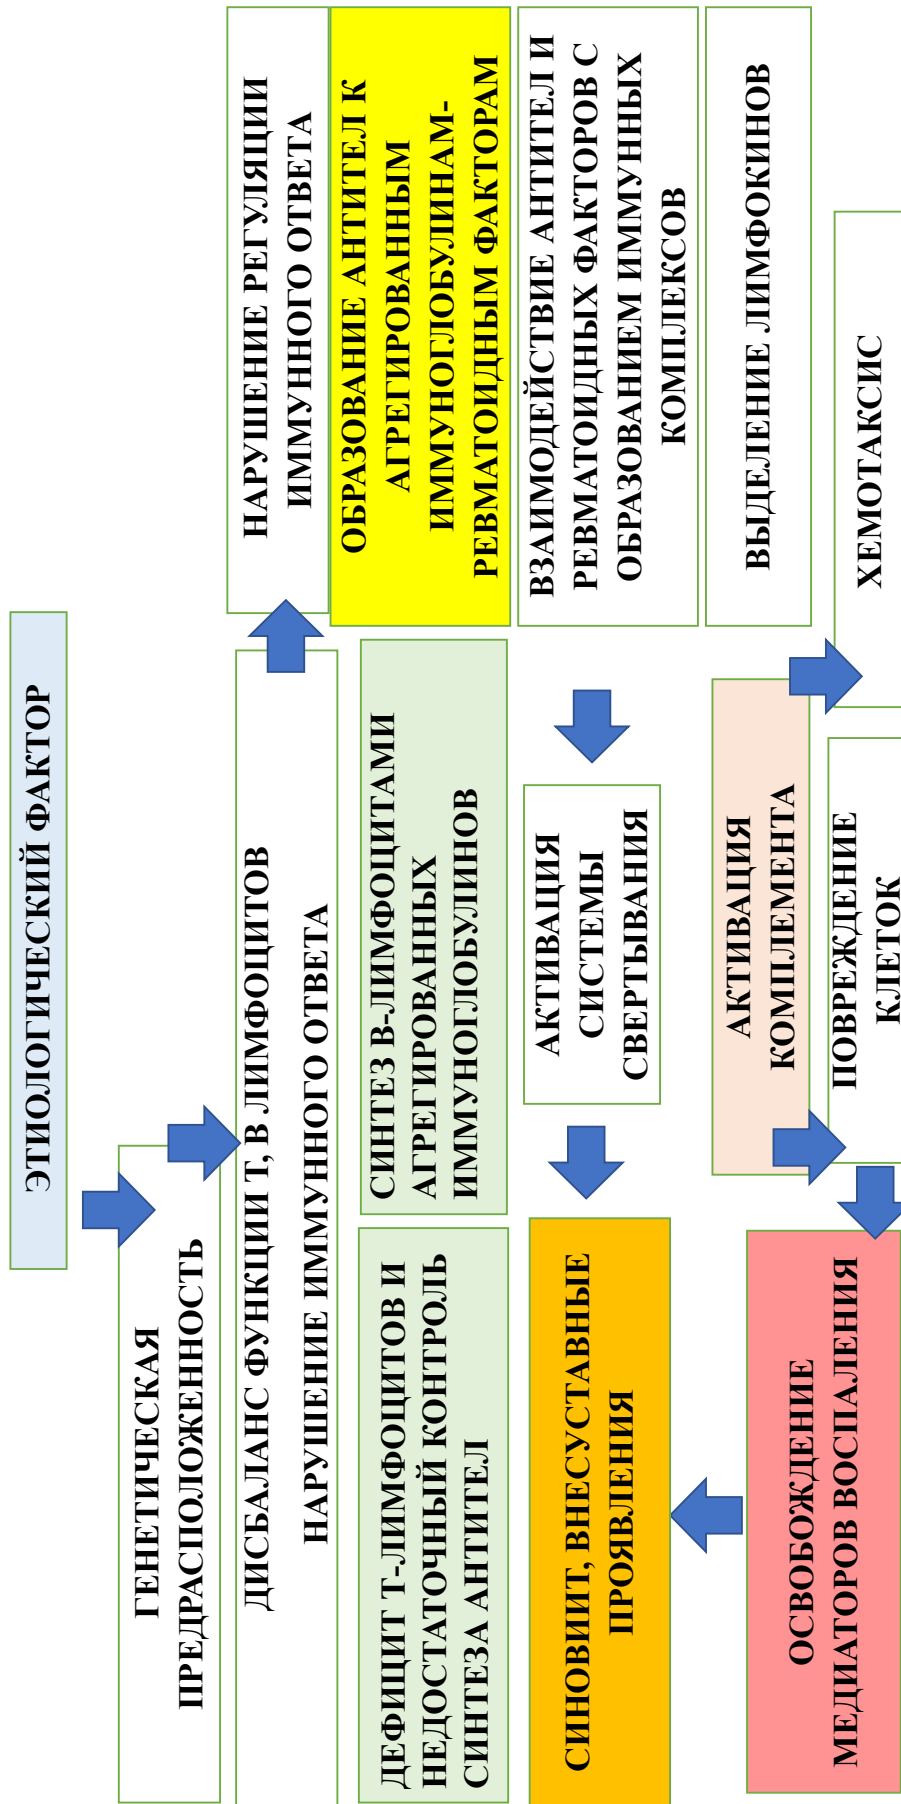 ЭТИОЛОГИЧЕСКИЙ ФАКТОР
ГЕНЕТИЧЕСКАЯ
ПРЕДРАСПОЛОЖЕННОСТЬ
ДИСБАЛАНС ФУНКЦИИ Т, В ЛИМФОЦИТОВ
НАРУШЕНИЕ ИММУННОГО ОТВЕТА
НАРУШЕНИЕ РЕГУЛЯЦИИ
ИММУННОГО ОТВЕТА
ДЕФИЦИТ Т-ЛИМФОЦИТОВ И
НЕДОСТАТОЧНЫЙ КОНТРОЛЬ
СИНТЕЗА АНТИТЕЛ
СИНТЕЗ В-ЛИМФОЦИТАМИ
АГРЕГИРОВАННЫХ
ИММУНОГЛОБУЛИНОВ
ОБРАЗОВАНИЕ АНТИТЕЛ К
АГРЕГИРОВАННЫМ
ИММУНОГЛОБУЛИНАМ-
РЕВМАТОИДНЫМ ФАКТОРАМ
СИНОВИИТ, ВНЕСУСТАВНЫЕ
ПРОЯВЛЕНИЯ
АКТИВАЦИЯ
СИСТЕМЫ
СВЕРТЫВАНИЯ
ВЗАИМОДЕЙСТВИЕ АНТИТЕЛ И
РЕВМАТОИДНЫХ ФАКТОРОВ С
ОБРАЗОВАНИЕМ ИММУННЫХ
КОМПЛЕКСОВ
АКТИВАЦИЯ
КОМПЛЕМЕНТА
ВЫДЕЛЕНИЕ ЛИМФОКИНОВ
ОСВОБОЖДЕНИЕ
МЕДИАТОРОВ ВОСПАЛЕНИЯ
ПОВРЕЖДЕНИЕ
КЛЕТОК
ХЕМОТАКСИС